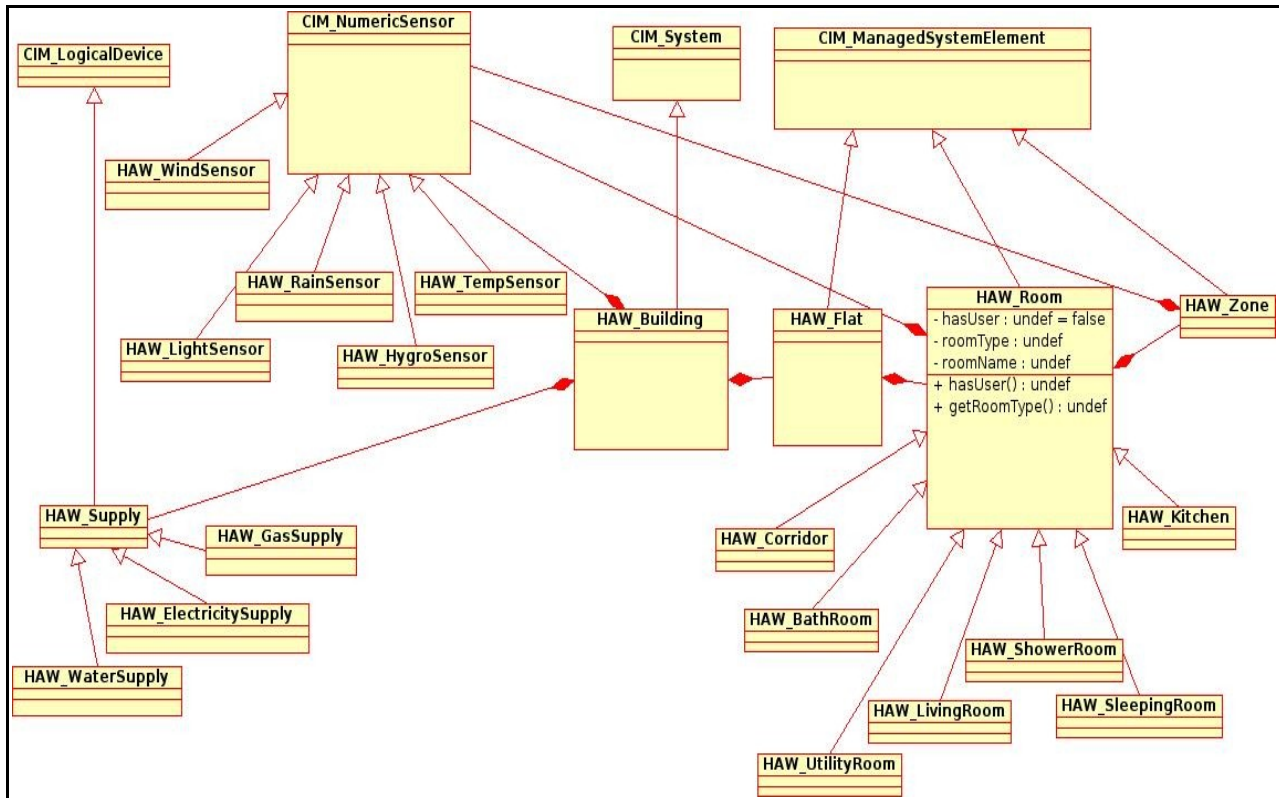 CIM_NumericSensor
CIM_LogicalDevice
CIM_System
CIM_ManagedSystemElement
HAW_WindSensor
HAW_RainSensor
HAW_TempSensor
HAW_LightSensor
HAW_HygroSensor
HAW_Building
HAW_Flat
HAW_Room
- hasUser : undef = false
- roomType : undef
- roomName : undef
+ hasUser() : undef
+ getRoomType() : undef
HAW_Zone
HAW_Supply
HAW_GasSupply
HAW_ElectricitySupply
HAW_WaterSupply
HAW_Corridor
HAW_Kitchen
HAW_BathRoom
HAW_ShowerRoom
HAW_LivingRoom
HAW_SleepingRoom
HAW_UtilityRoom